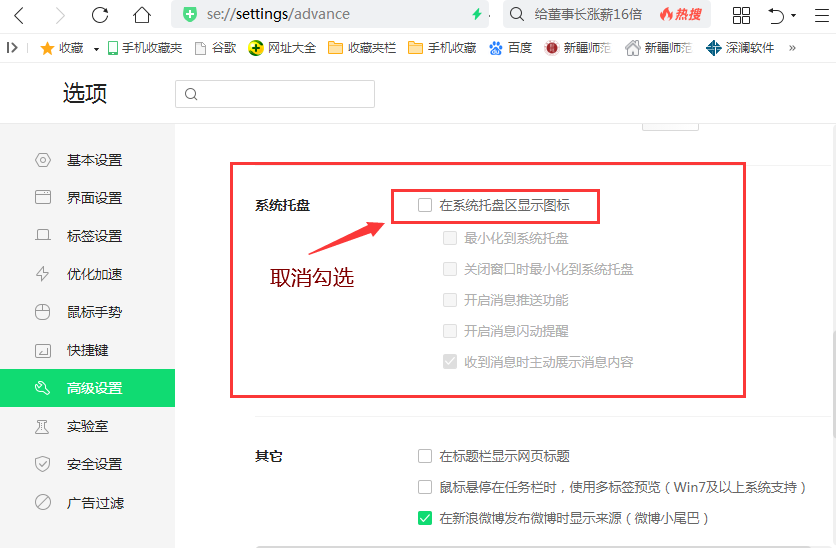 se://settings/advance
给董事长涨薪16倍 热搜
收藏 手机收藏夹 谷歌 网址大全 收藏夹栏 手机收藏 百度 新疆师范 新疆师范 深澜软件 »
选项
基本设置
界面设置
标签设置
优化加速
鼠标手势
快捷键
高级设置
实验室
安全设置
广告过滤
系统托盘
在系统托盘区显示图标
最小化到系统托盘
关闭窗口时最小化到系统托盘
开启消息推送功能
开启消息闪动提醒
收到消息时主动展示消息内容
取消勾选
其它
在标题栏显示网页标题
鼠标悬停在任务栏时，使用多标签预览（Win7及以上系统支持）
在新浪微博发布微博时显示来源（微博小尾巴）